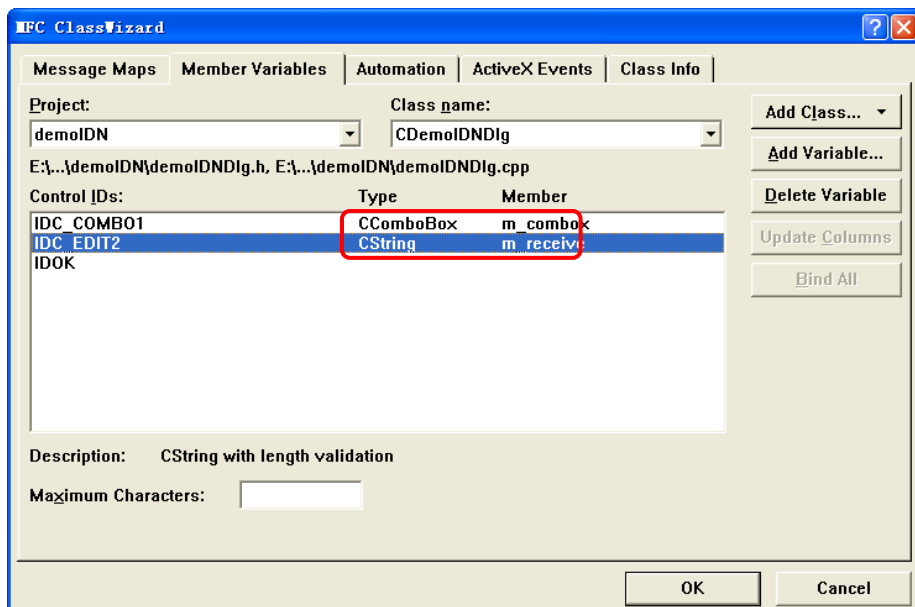 MFC ClassWizard
Message Maps Member Variables Automation ActiveX Events Class Info
Project: Class name:
demoIDN CDemoIDNDlg
Add Class...
E:\...\demoIDN\demoIDNDlg.h, E:\...\demoIDN\demoIDNDlg.cpp
Add Variable...
Control IDs: Type Member
Delete Variable
IDC_COMBO1 CComboBox m_combox
IDC_EDIT2 CString m_receive
Update Columns
IDOK
Bind All
Description: CString with length validation
Maximum Characters:
OK Cancel